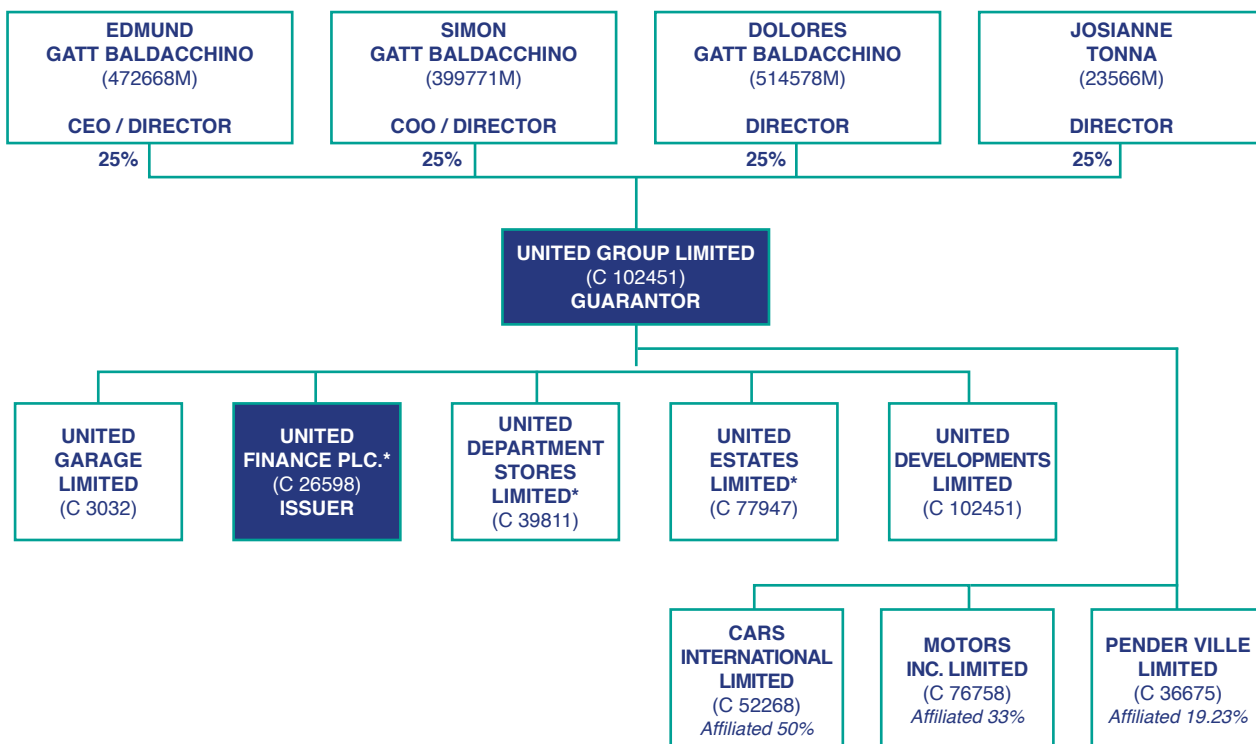 EDMUND
GATT BALDACCHINO
(472668M)
CEO / DIRECTOR
25%
SIMON
GATT BALDACCHINO
(399771M)
COO / DIRECTOR
25%
DOLORES
GATT BALDACCHINO
(514578M)
DIRECTOR
25%
JOSIANNE
TONNA
(23566M)
DIRECTOR
25%
UNITED GROUP LIMITED
(C 102451)
GUARANTOR
UNITED
GARAGE
LIMITED
(C 3032)
UNITED
FINANCE PLC.*
(C 26598)
ISSUER
UNITED
DEPARTMENT
STORES
LIMITED*
(C 39811)
UNITED
ESTATES
LIMITED*
(C 77947)
UNITED
DEVELOPMENTS
LIMITED
(C 102451)
CARS
INTERNATIONAL
LIMITED
(C 52268)
Affiliated 50%
MOTORS
INC. LIMITED
(C 76758)
Affiliated 33%
PENDER VILLE
LIMITED
(C 36675)
Affiliated 19.23%